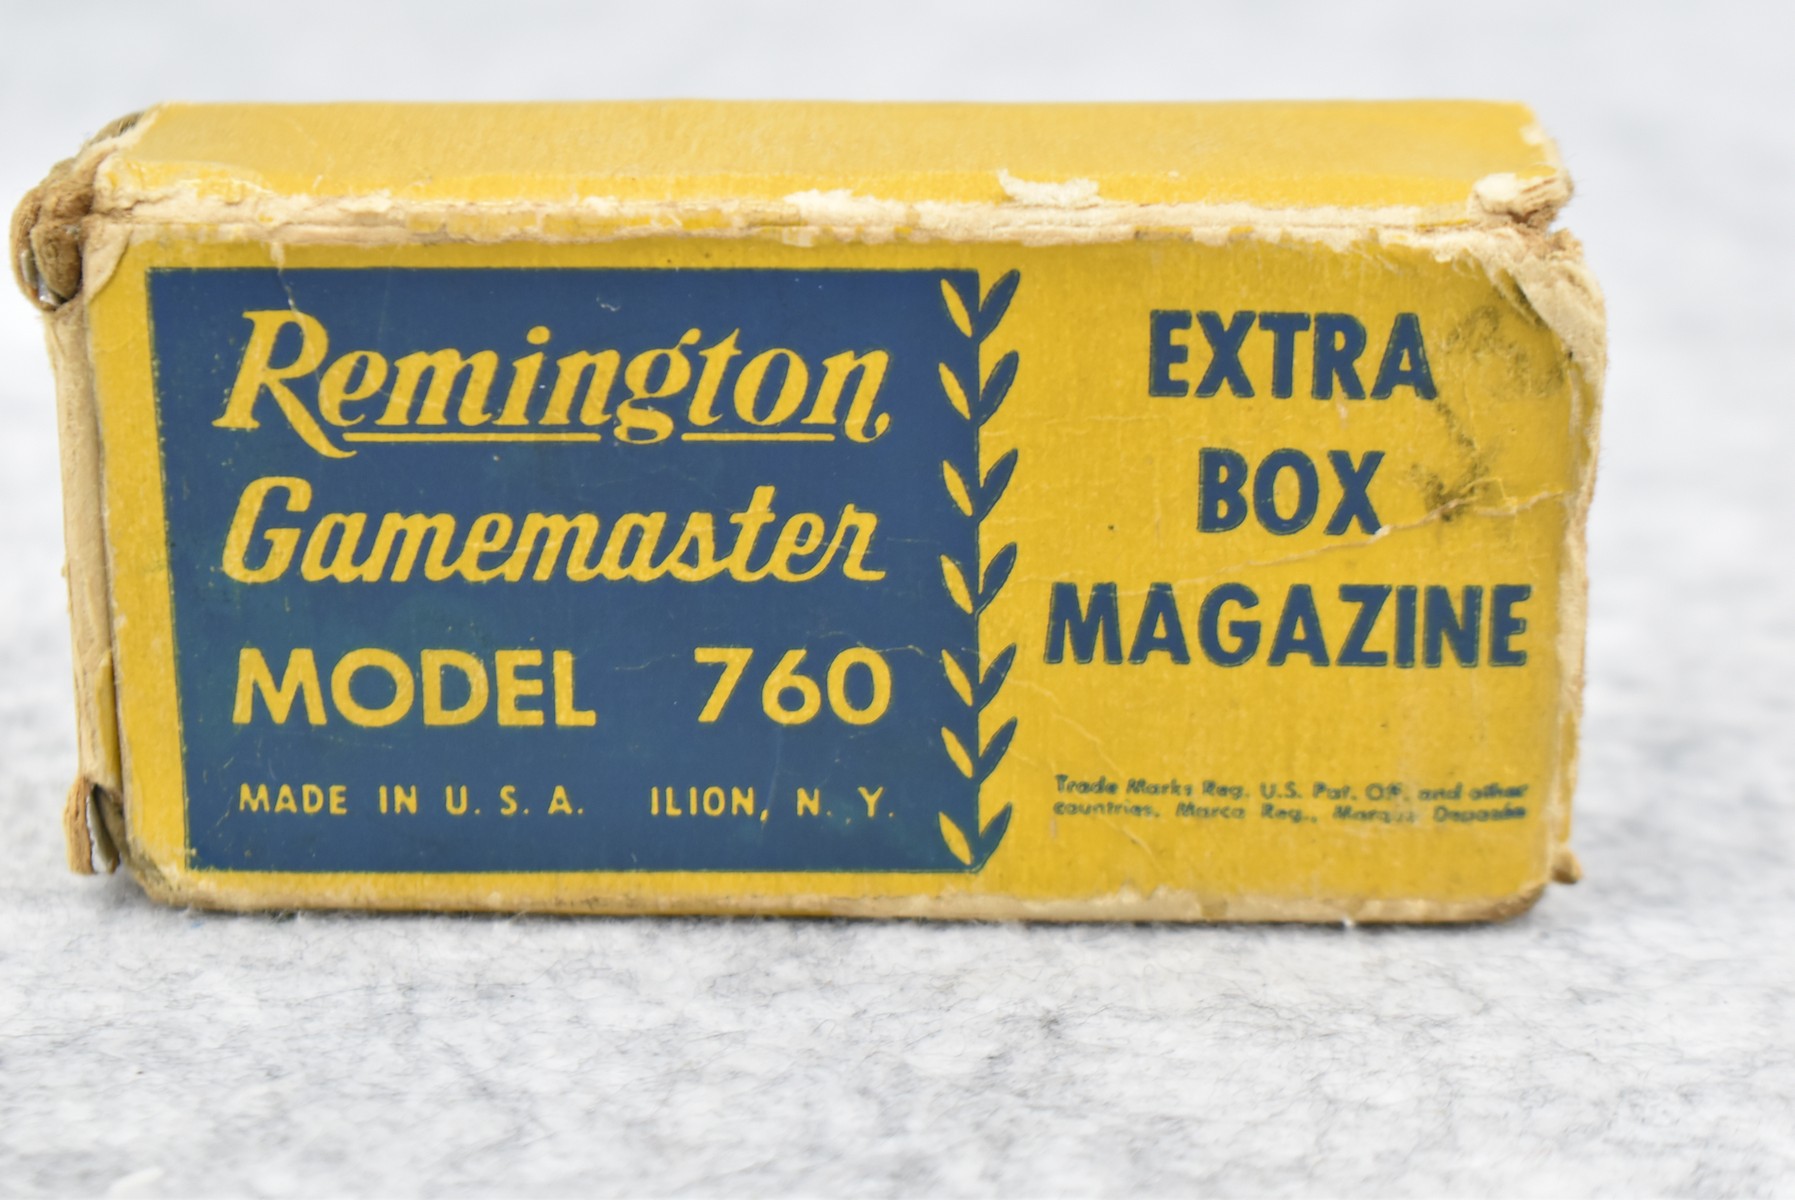 Remington
Gamemaster
MODEL 760
MADE IN U. S. A. ILION, N. Y.
EXTRA
BOX
MAGAZINE
Trade Marks Reg. U.S. Pat. Off. and other
countries. Marca Reg., Marque Deposée